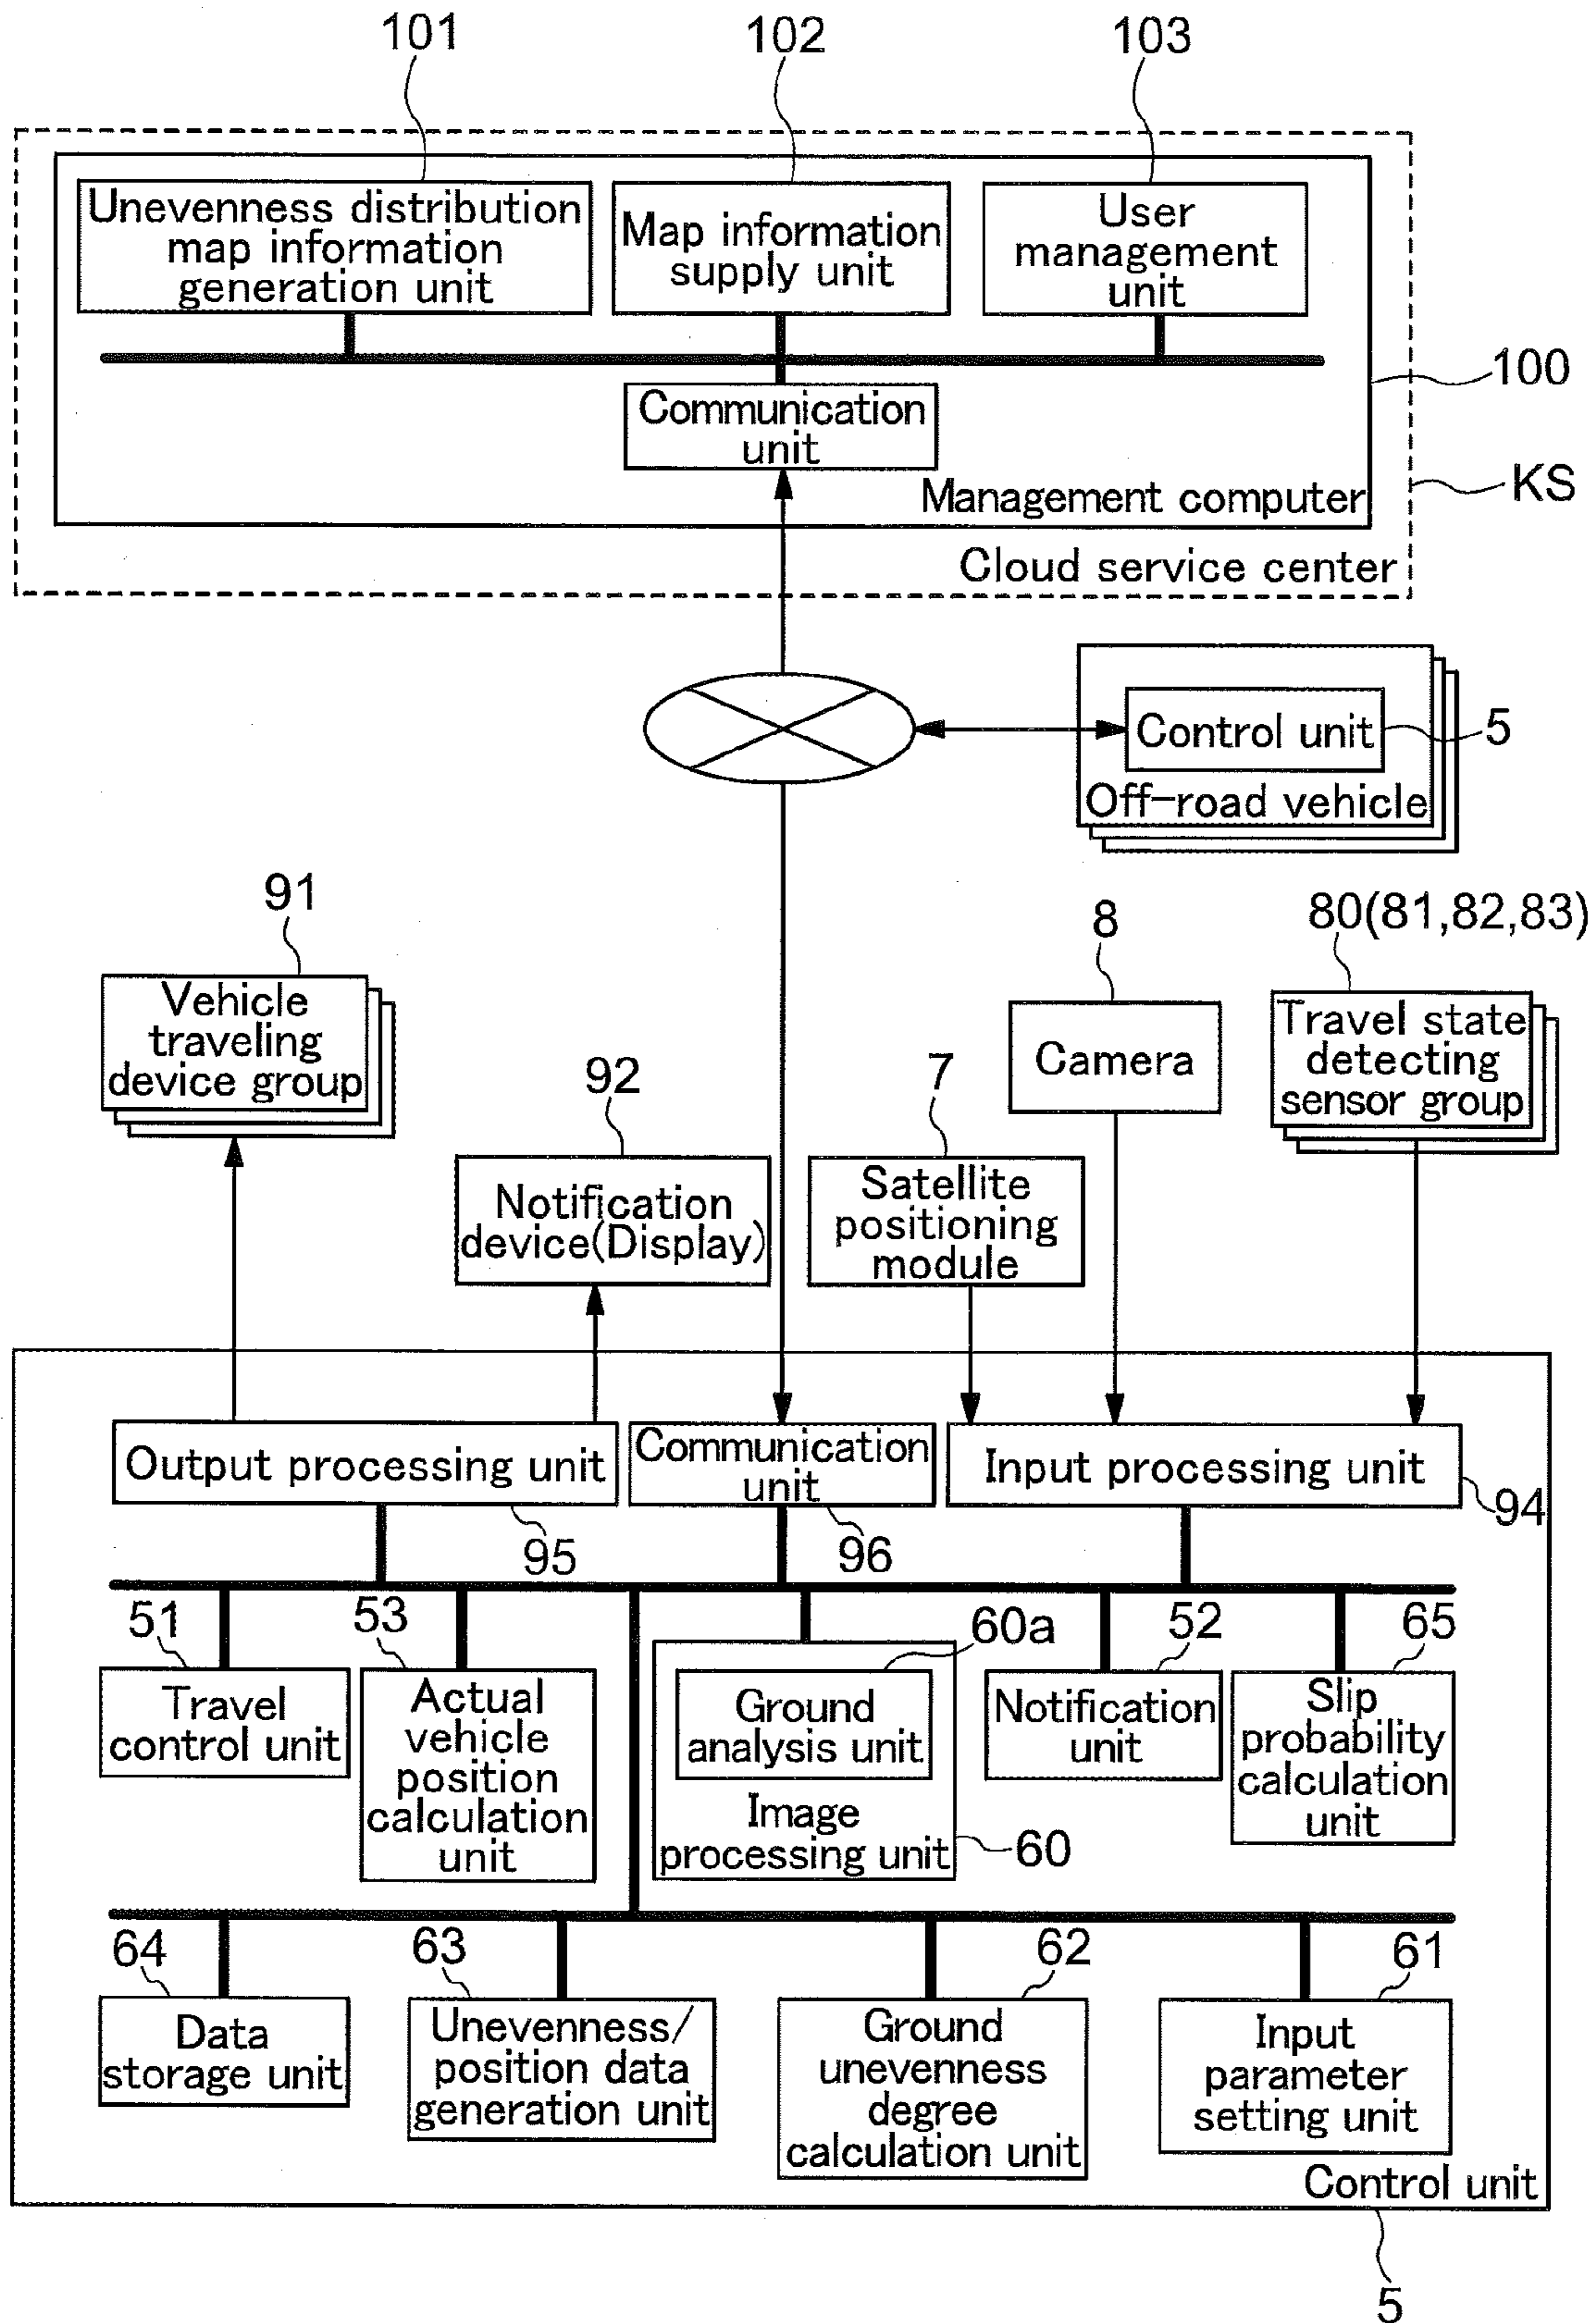 101
102
103
Unevenness distribution
map information
generation unit
Map information
supply unit
User
management
unit
100
Communication
unit
Management computer
KS
Cloud service center
Control unit
5
Off-road vehicle
91
Vehicle
traveling
device group
92
Notification
device(Display)
7
Satellite
positioning
module
8
Camera
80(81,82,83)
Travel state
detecting
sensor group
Output processing unit
95
Communication
unit
96
Input processing unit
94
51
Travel
control unit
53
Actual
vehicle
position
calculation
unit
60a
Ground
analysis unit
Image
processing unit
60
52
Notification
unit
65
Slip
probability
calculation
unit
64
Data
storage unit
63
Unevenness/
position data
generation unit
62
Ground
unevenness
degree
calculation unit
61
Input
parameter
setting unit
Control unit
5